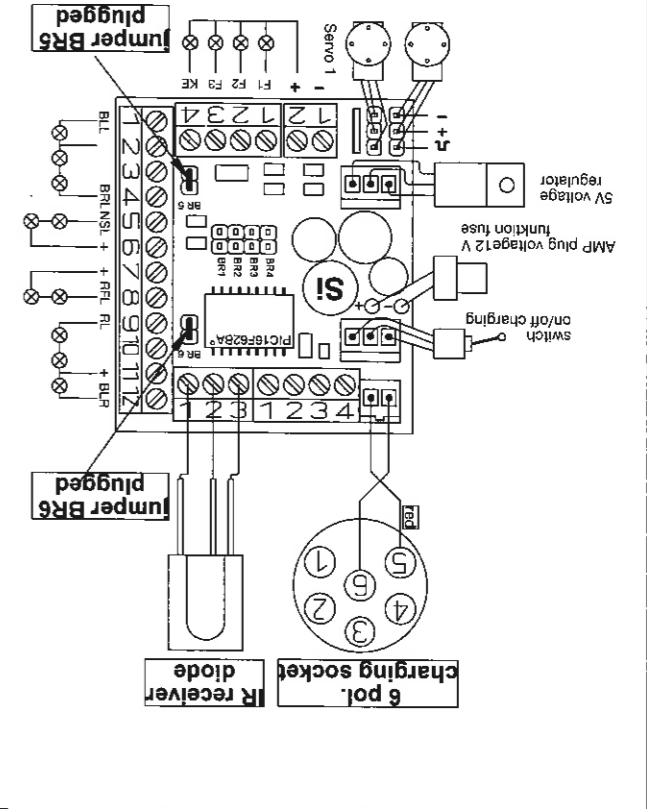 jumper BR5
plugged
KE
F3
F2
F1
+
-
Servo 1
4
3
2
1
2
1
-
+
BLL
BRL
NSL
+
+
RFL
RL
+
BLR
1
2
3
4
5
6
7
8
9
10
11
12
BR 5
BR1
BR2
BR3
BR4
BR 6
PIC16F628A
Si
+
-
5V voltage
regulator
AMP plug voltage12 V
funktion fuse
switch
on/off charging
1
2
3
1
2
3
4
jumper BR6
plugged
red
1
2
3
4
5
6
IR receiver
diode
6 pol.
charging socket